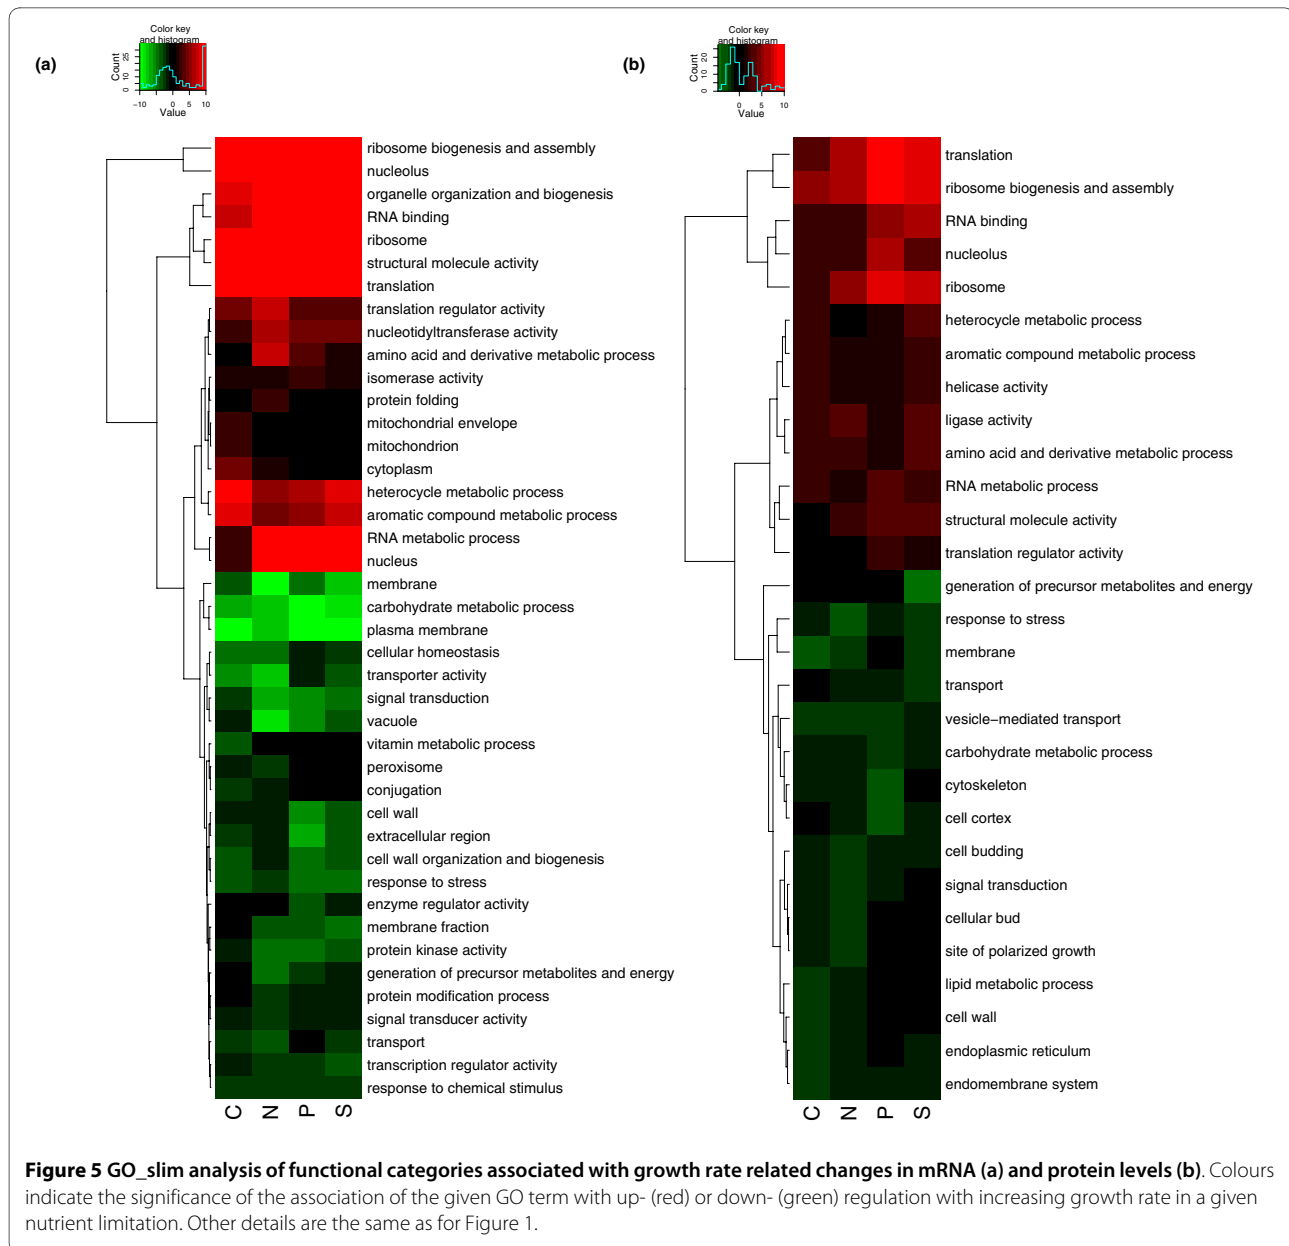 (a)
Color key
and histogram
Count
0 5 15 25
-10 0 5 10
Value
ribosome biogenesis and assembly
nucleolus
organelle organization and biogenesis
RNA binding
ribosome
structural molecule activity
translation
translation regulator activity
nucleotidyltransferase activity
amino acid and derivative metabolic process
isomerase activity
protein folding
mitochondrial envelope
mitochondrion
cytoplasm
heterocycle metabolic process
aromatic compound metabolic process
RNA metabolic process
nucleus
membrane
carbohydrate metabolic process
plasma membrane
cellular homeostasis
transporter activity
signal transduction
vacuole
vitamin metabolic process
peroxisome
conjugation
cell wall
extracellular region
cell wall organization and biogenesis
response to stress
enzyme regulator activity
membrane fraction
protein kinase activity
generation of precursor metabolites and energy
protein modification process
signal transducer activity
transport
transcription regulator activity
response to chemical stimulus
C N P S
(b)
Color key
and histogram
Count
0 10 20
0 5 10
Value
translation
ribosome biogenesis and assembly
RNA binding
nucleolus
ribosome
heterocycle metabolic process
aromatic compound metabolic process
helicase activity
ligase activity
amino acid and derivative metabolic process
RNA metabolic process
structural molecule activity
translation regulator activity
generation of precursor metabolites and energy
response to stress
membrane
transport
vesicle−mediated transport
carbohydrate metabolic process
cytoskeleton
cell cortex
cell budding
signal transduction
cellular bud
site of polarized growth
lipid metabolic process
cell wall
endoplasmic reticulum
endomembrane system
C N P S
Figure 5 GO_slim analysis of functional categories associated with growth rate related changes in mRNA (a) and protein levels (b). Colours
indicate the significance of the association of the given GO term with up- (red) or down- (green) regulation with increasing growth rate in a given
nutrient limitation. Other details are the same as for Figure 1.